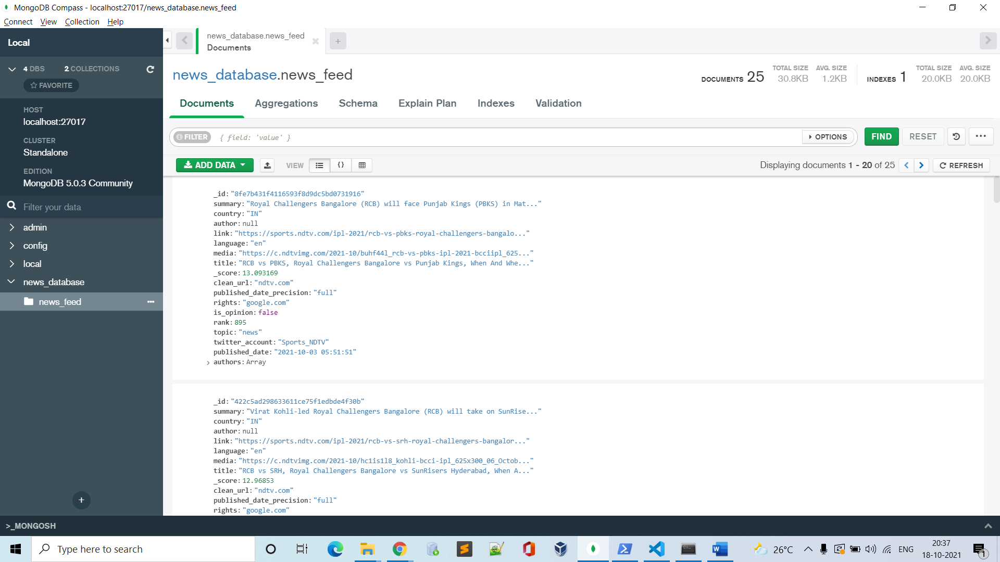 MongoDB Compass - localhost:27017/news_database.news_feed
Connect View Collection Help
Local
4 DBS 2 COLLECTIONS
FAVORITE
HOST
localhost:27017
CLUSTER
Standalone
EDITION
MongoDB 5.0.3 Community
Filter your data
admin
config
local
news_database
news_feed
news_database.news_feed
Documents
news_database.news_feed
DOCUMENTS 25 TOTAL SIZE 30.8KB AVG. SIZE 1.2KB INDEXES 1 TOTAL SIZE 20.0KB AVG. SIZE 20.0KB
Documents Aggregations Schema Explain Plan Indexes Validation
FILTER { field: 'value' } OPTIONS FIND RESET
ADD DATA VIEW {} Displaying documents 1 - 20 of 25 REFRESH
_id: "8fe7b431f4116593f8d9dc5bd0731916"
summary: "Royal Challengers Bangalore (RCB) will face Punjab Kings (PBKS) in Mat..."
country: "IN"
author: null
link: "https://sports.ndtv.com/ipl-2021/rcb-vs-pbks-royal-challengers-bangalo..."
language: "en"
media: "https://c.ndtvimg.com/2021-10/buhf44l_rcb-vs-pbks-ipl-2021-bcciipl_625..."
title: "RCB vs PBKS, Royal Challengers Bangalore vs Punjab Kings, When And Whe..."
_score: 13.093169
clean_url: "ndtv.com"
published_date_precision: "full"
rights: "google.com"
is_opinion: false
rank: 895
topic: "news"
twitter_account: "Sports_NDTV"
published_date: "2021-10-03 05:51:51"
authors: Array
_id: "422c5ad298633611ce75f1edbde4f30b"
summary: "Virat Kohli-led Royal Challengers Bangalore (RCB) will take on SunRise..."
country: "IN"
author: null
link: "https://sports.ndtv.com/ipl-2021/rcb-vs-srh-royal-challengers-bangalor..."
language: "en"
media: "https://c.ndtvimg.com/2021-10/hc1is1l8_kohli-bcci-ipl_625x300_06_Octob..."
title: "RCB vs SRH, Royal Challengers Bangalore vs SunRisers Hyderabad, When A..."
_score: 12.96853
clean_url: "ndtv.com"
published_date_precision: "full"
rights: "google.com"
>_MONGOSH
Type here to search
26°C ENG
20:37
18-10-2021
1